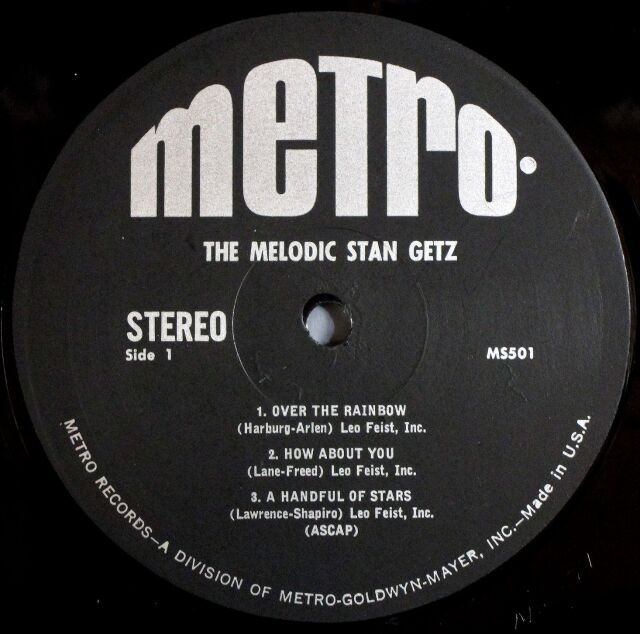 metro.
THE MELODIC STAN GETZ
STEREO
Side 1
MS501
1. OVER THE RAINBOW
(Harburg-Arlen) Leo Feist, Inc.
2. HOW ABOUT YOU
(Lane-Freed) Leo Feist, Inc.
3. A HANDFUL OF STARS
(Lawrence-Shapiro) Leo Feist, Inc.
(ASCAP)
METRO RECORDS—A DIVISION OF METRO-GOLDWYN-MAYER, INC.—Made in U.S.A.